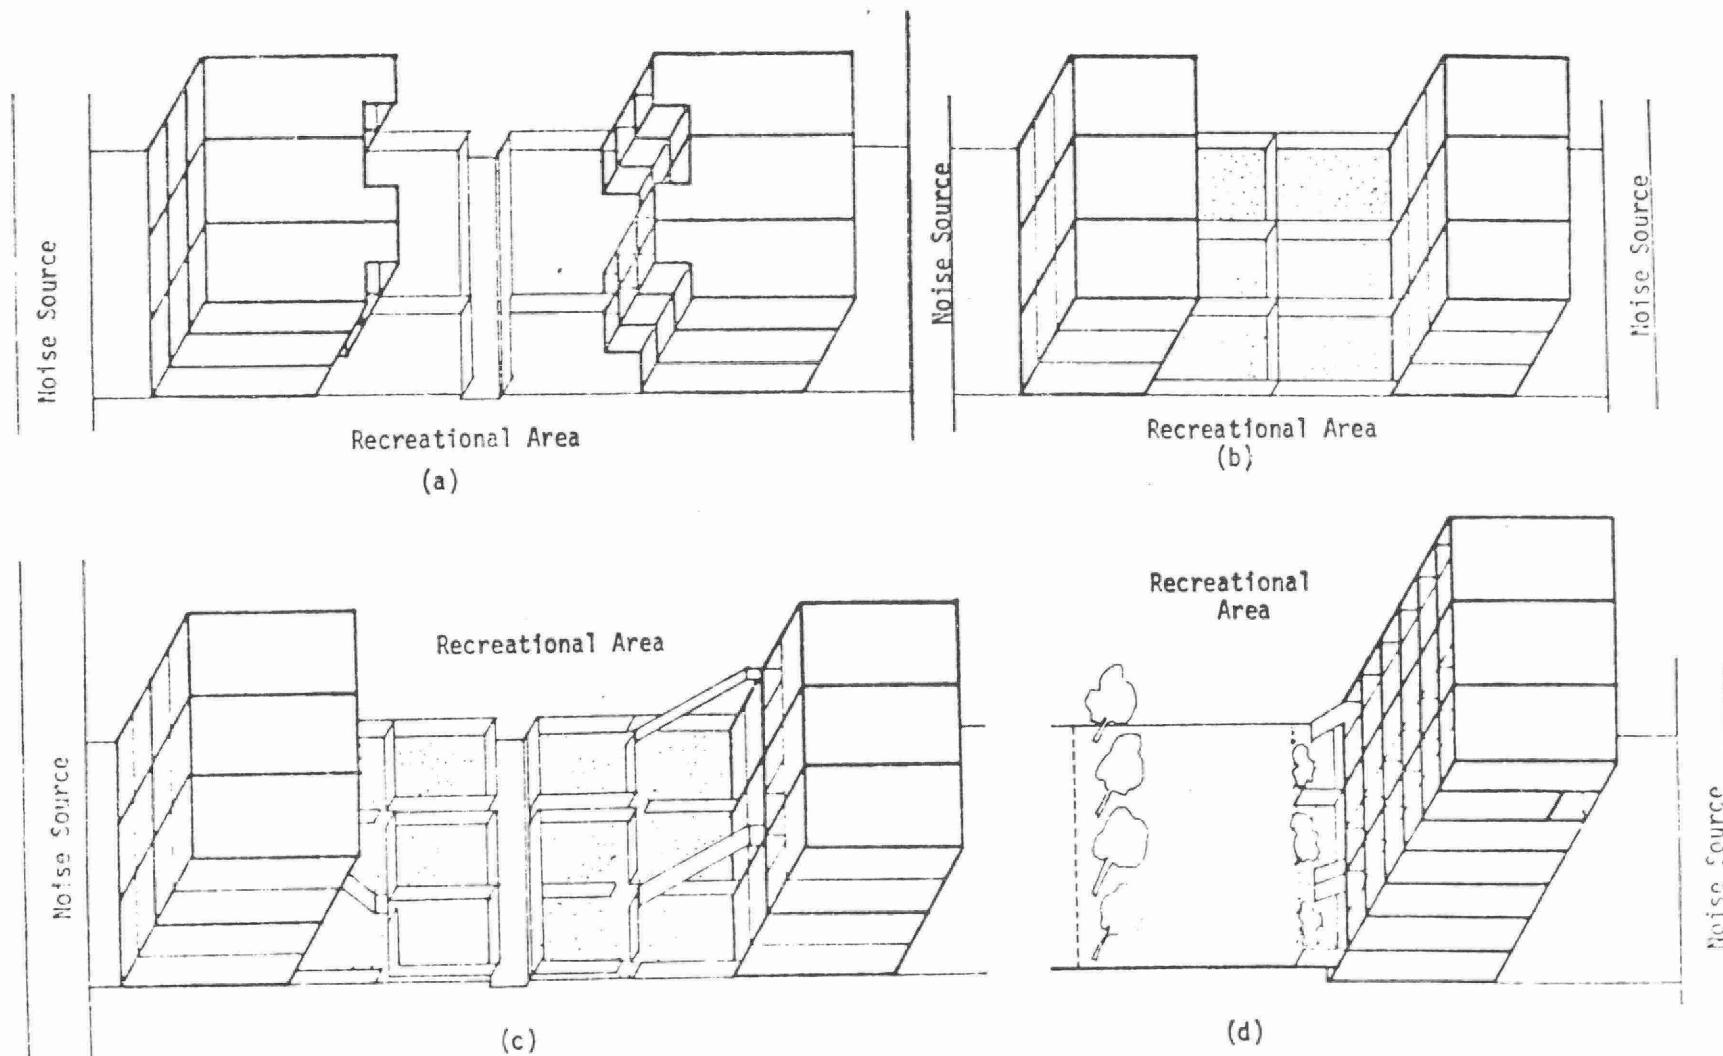 Noise Source
Recreational Area
(a)
Noise Source
Noise Source
Recreational Area
(b)
Noise Source
Recreational Area
(c)
Recreational
Area
(d)
Noise Source